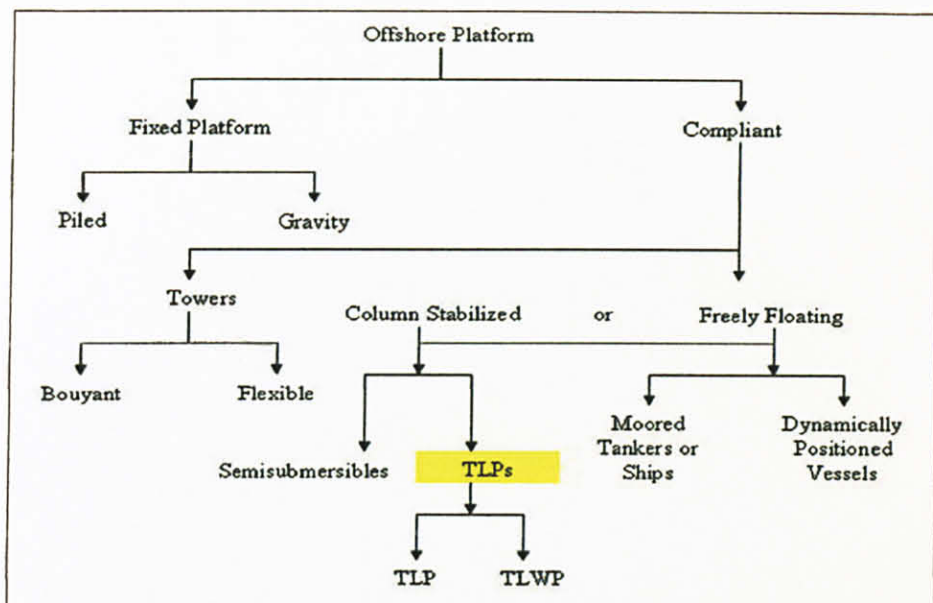 Offshore Platform
Fixed Platform
Compliant
Piled
Gravity
Towers
Column Stabilized or Freely Floating
Bouyant
Flexible
Moored
Tankers or
Ships
Dynamically
Positioned
Vessels
Semisubmersibles
TLPs
TLP
TLWP